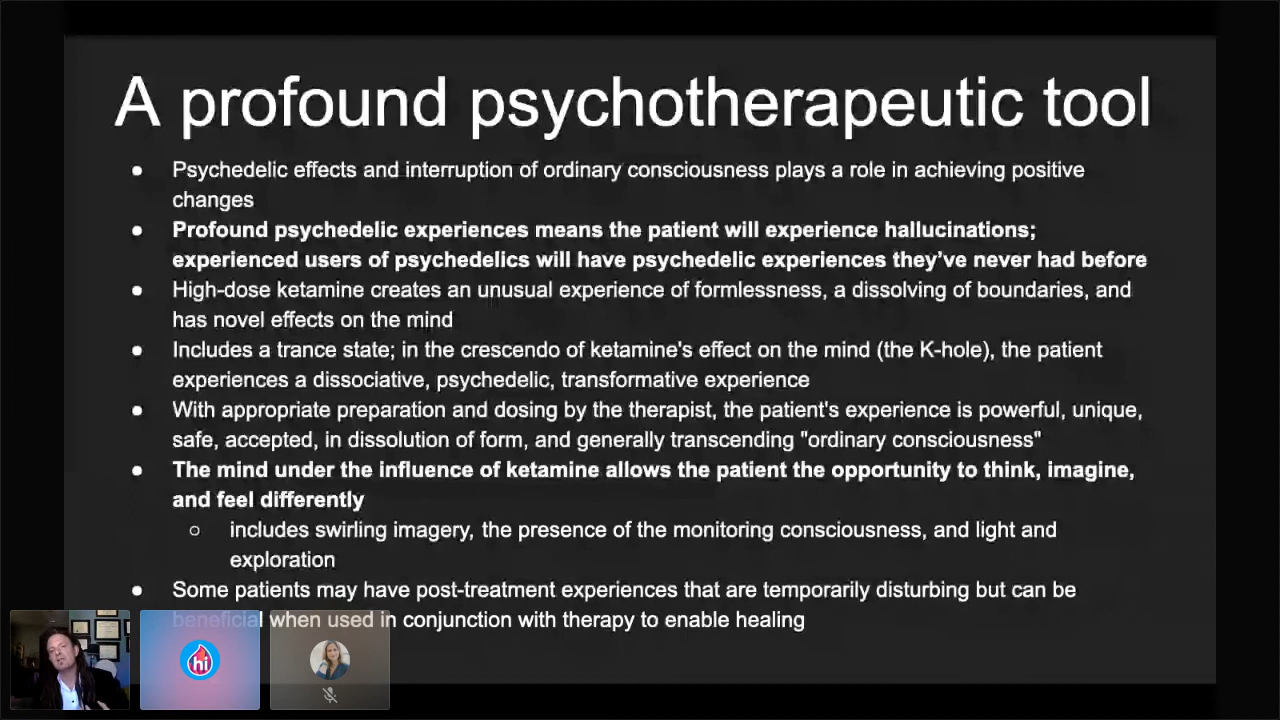 A profound psychotherapeutic tool
● Psychedelic effects and interruption of ordinary consciousness plays a role in achieving positive
changes
● Profound psychedelic experiences means the patient will experience hallucinations;
experienced users of psychedelics will have psychedelic experiences they've never had before
● High-dose ketamine creates an unusual experience of formlessness, a dissolving of boundaries, and
has novel effects on the mind
● Includes a trance state; in the crescendo of ketamine's effect on the mind (the K-hole), the patient
experiences a dissociative, psychedelic, transformative experience
● With appropriate preparation and dosing by the therapist, the patient's experience is powerful, unique,
safe, accepted, in dissolution of form, and generally transcending "ordinary consciousness"
● The mind under the influence of ketamine allows the patient the opportunity to think, imagine,
and feel differently
○ includes swirling imagery, the presence of the monitoring consciousness, and light and
exploration
● Some patients may have post-treatment experiences that are temporarily disturbing but can be
beneficial when used in conjunction with therapy to enable healing
hi